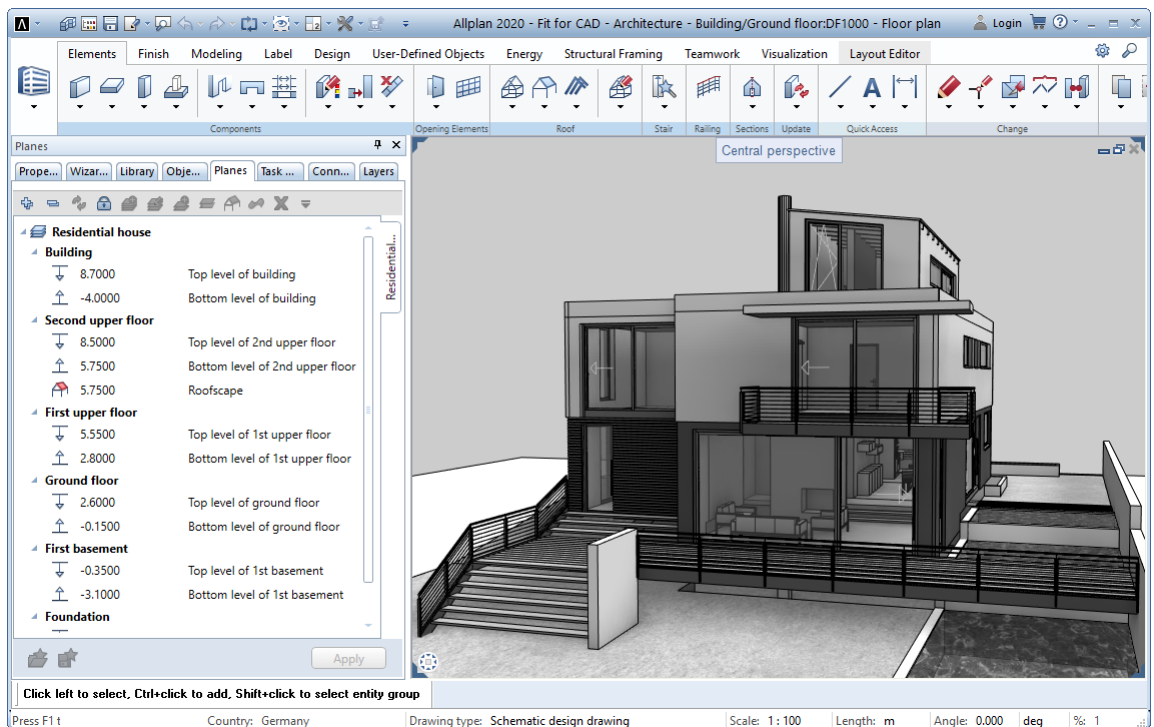 Allplan 2020 - Fit for CAD - Architecture - Building/Ground floor:DF1000 - Floor plan
Login
Elements Finish Modeling Label Design User-Defined Objects Energy Structural Framing Teamwork Visualization Layout Editor
Components Opening Elements Roof Stair Railing Sections Update Quick Access Change
Planes
Prope... Wizar... Library Obje... Planes Task ... Conn... Layers
Residential...
Residential house
Building
8.7000 Top level of building
-4.0000 Bottom level of building
Second upper floor
8.5000 Top level of 2nd upper floor
5.7500 Bottom level of 2nd upper floor
5.7500 Roofscape
First upper floor
5.5500 Top level of 1st upper floor
2.8000 Bottom level of 1st upper floor
Ground floor
2.6000 Top level of ground floor
-0.1500 Bottom level of ground floor
First basement
-0.3500 Top level of 1st basement
-3.1000 Bottom level of 1st basement
Foundation
Apply
Central perspective
Click left to select, Ctrl+click to add, Shift+click to select entity group
Press F1 t Country: Germany Drawing type: Schematic design drawing Scale: 1 : 100 Length: m Angle: 0.000 deg %: 1